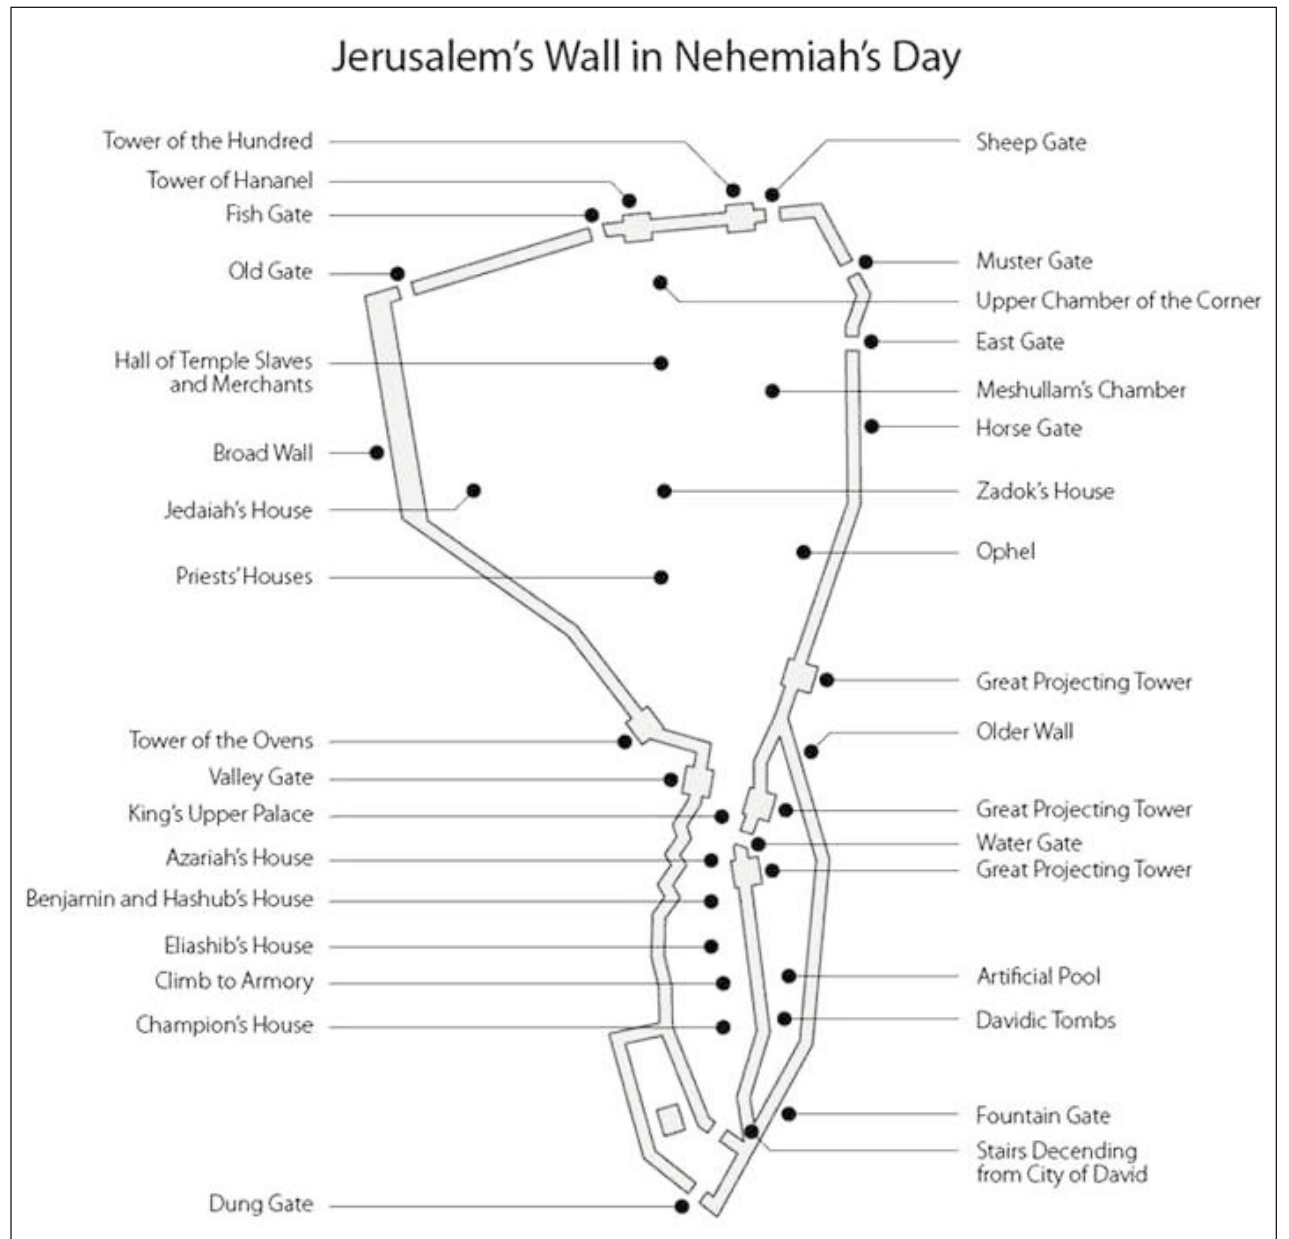 Jerusalem's Wall in Nehemiah's Day
Tower of the Hundred
Tower of Hananel
Fish Gate
Old Gate
Hall of Temple Slaves
and Merchants
Broad Wall
Jedaiah's House
Priests' Houses
Tower of the Ovens
Valley Gate
King's Upper Palace
Azariah's House
Benjamin and Hashub's House
Eliashib's House
Climb to Armory
Champion's House
Dung Gate
Sheep Gate
Muster Gate
Upper Chamber of the Corner
East Gate
Meshullam's Chamber
Horse Gate
Zadok's House
Ophel
Great Projecting Tower
Older Wall
Great Projecting Tower
Water Gate
Great Projecting Tower
Artificial Pool
Davidic Tombs
Fountain Gate
Stairs Decending
from City of David